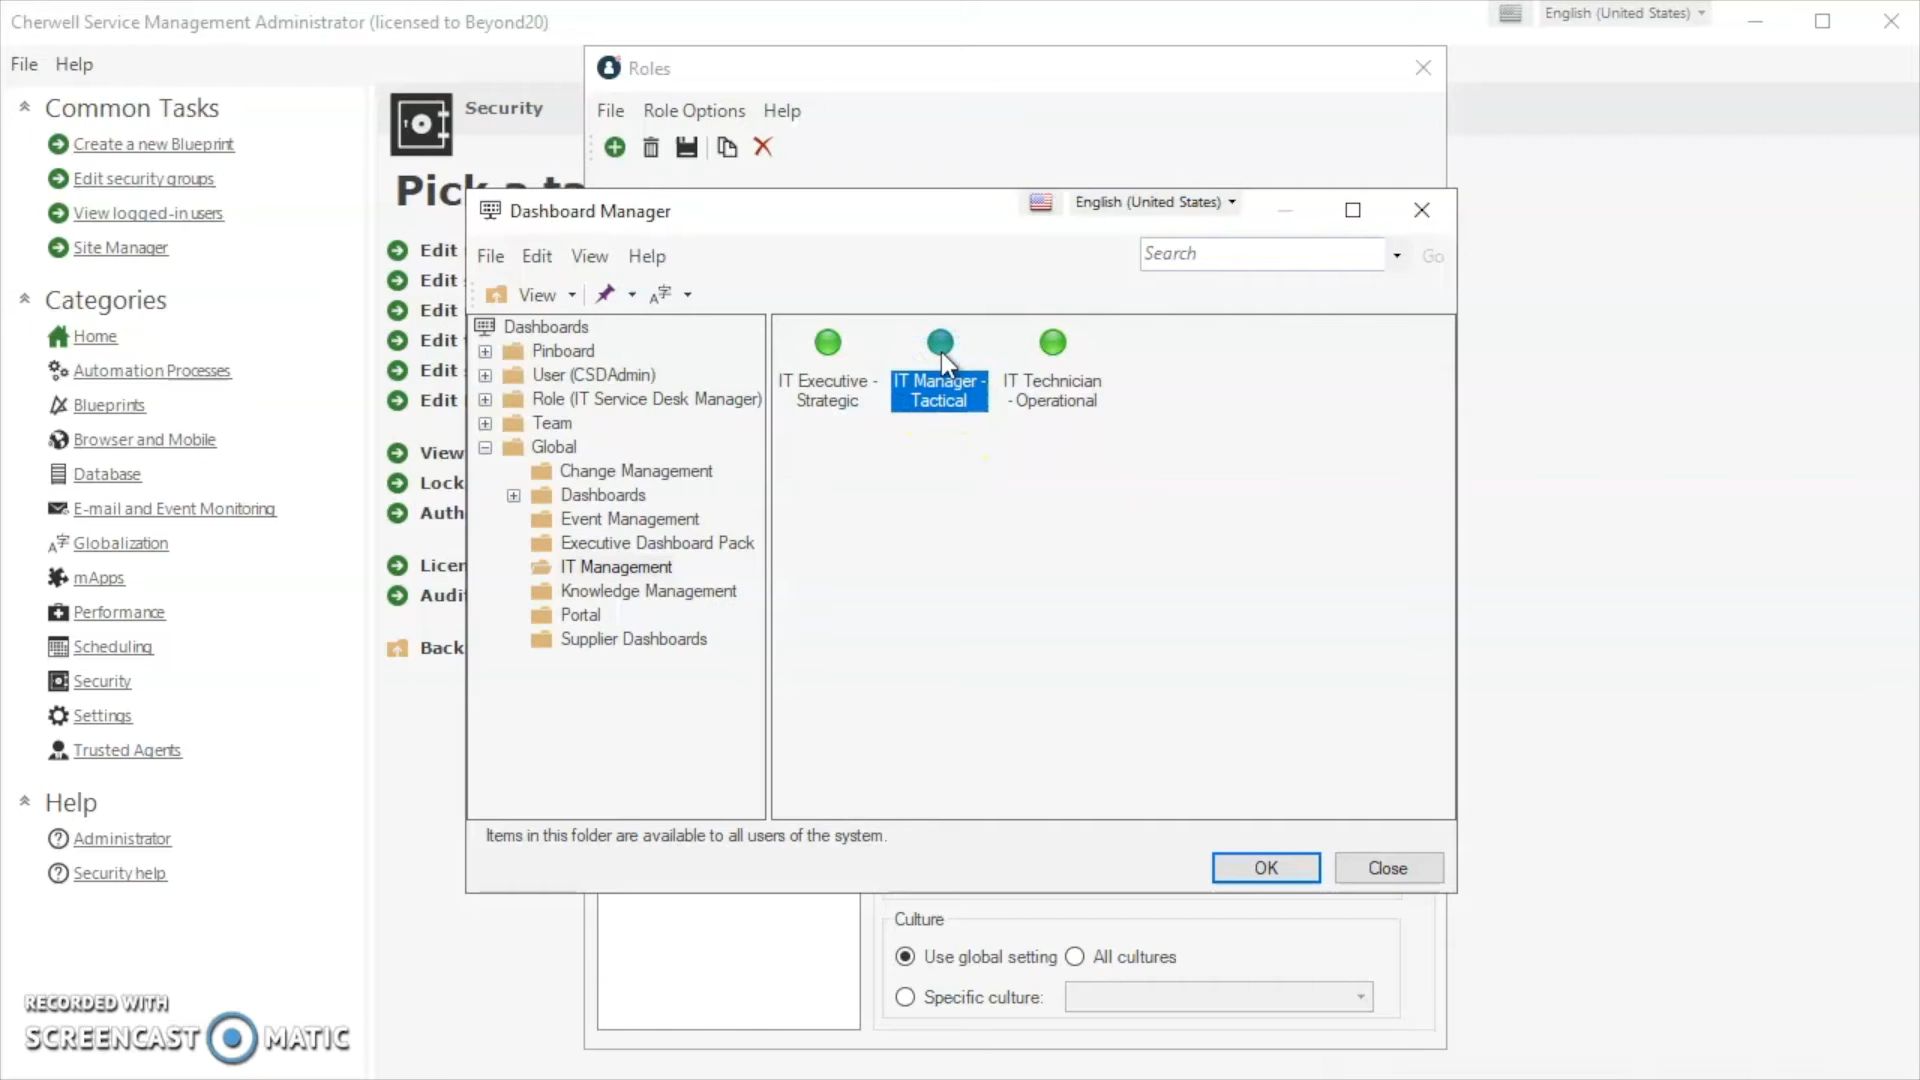 Cherwell Service Management Administrator (licensed to Beyond20)
English (United States)
File Help
Common Tasks
Create a new Blueprint
Edit security groups
View logged-in users
Site Manager
Categories
Home
Automation Processes
Blueprints
Browser and Mobile
Database
E-mail and Event Monitoring
Globalization
mApps
Performance
Scheduling
Security
Settings
Trusted Agents
Help
Administrator
Security help
RECORDED WITH
SCREENCAST MATIC
Security
Edit
Edit
Edit
Edit
Edit
Edit
View
Lock
Back
Roles
File Role Options Help
Dashboard Manager
English (United States)
File Edit View Help
Search
Go
View
Dashboards
Pinboard
User (CSDAdmin)
Role (IT Service Desk Manager)
Team
Global
Change Management
Dashboards
Event Management
Executive Dashboard Pack
IT Management
Knowledge Management
Portal
Supplier Dashboards
IT Executive -
Strategic
IT Manager -
Tactical
IT Technician
- Operational
Items in this folder are available to all users of the system.
OK
Close
Culture
Use global setting All cultures
Specific culture: